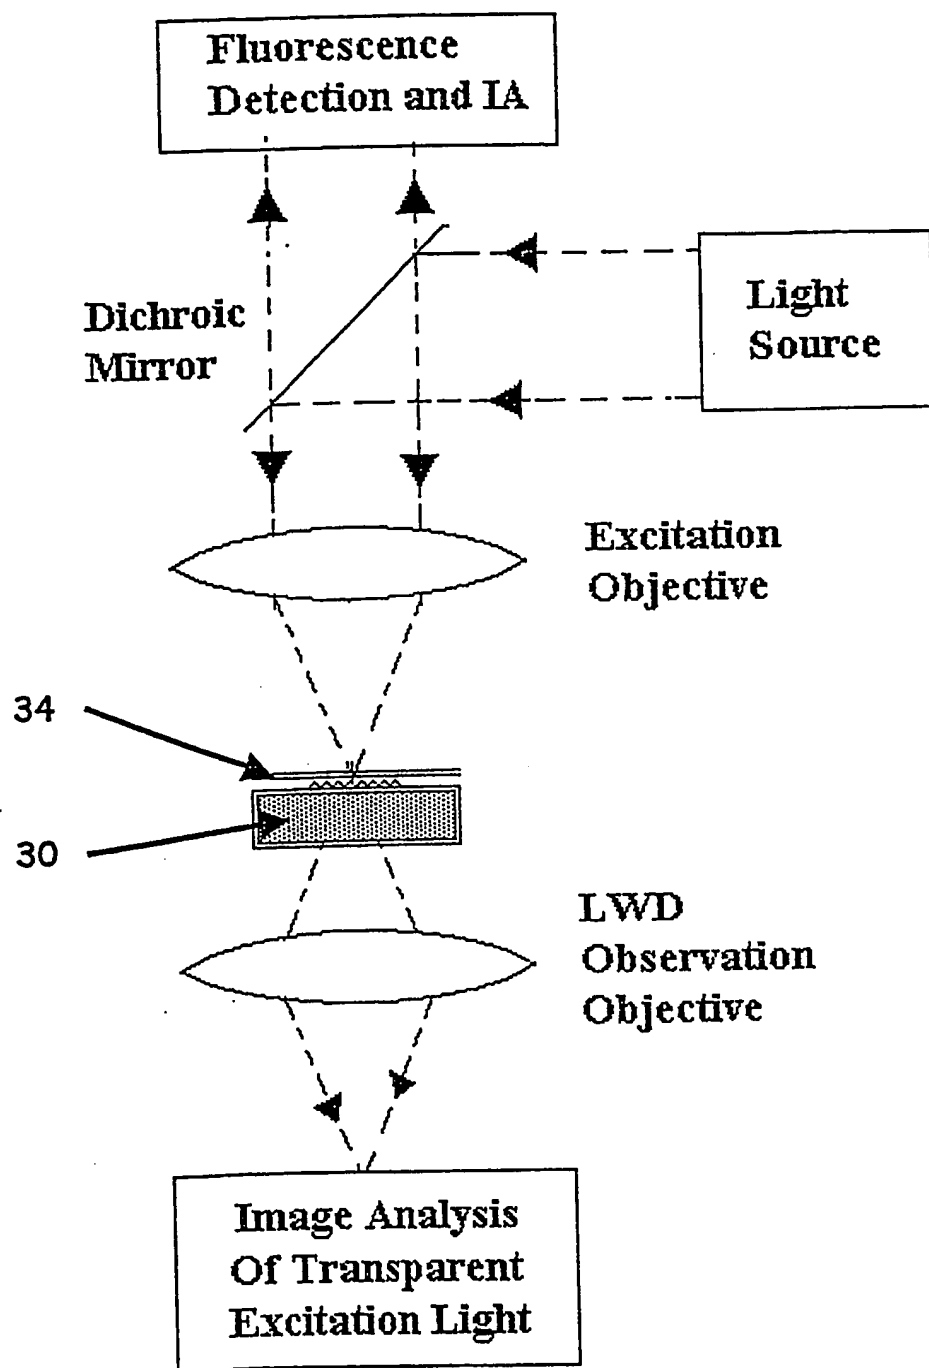 Fluorescence
Detection and IA
Light
Source
Dichroic
Mirror
Excitation
Objective
34
30
LWD
Observation
Objective
Image Analysis
Of Transparent
Excitation Light